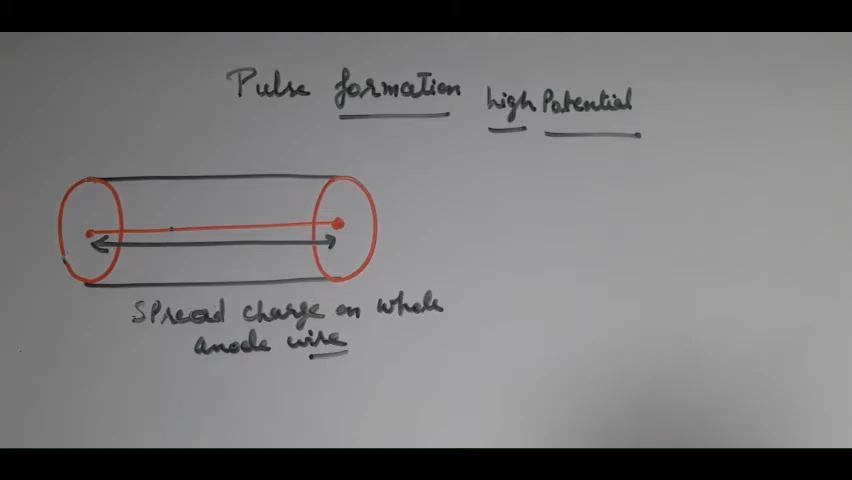 Pulse formation high Potential
Spread charge on whole
anode wire